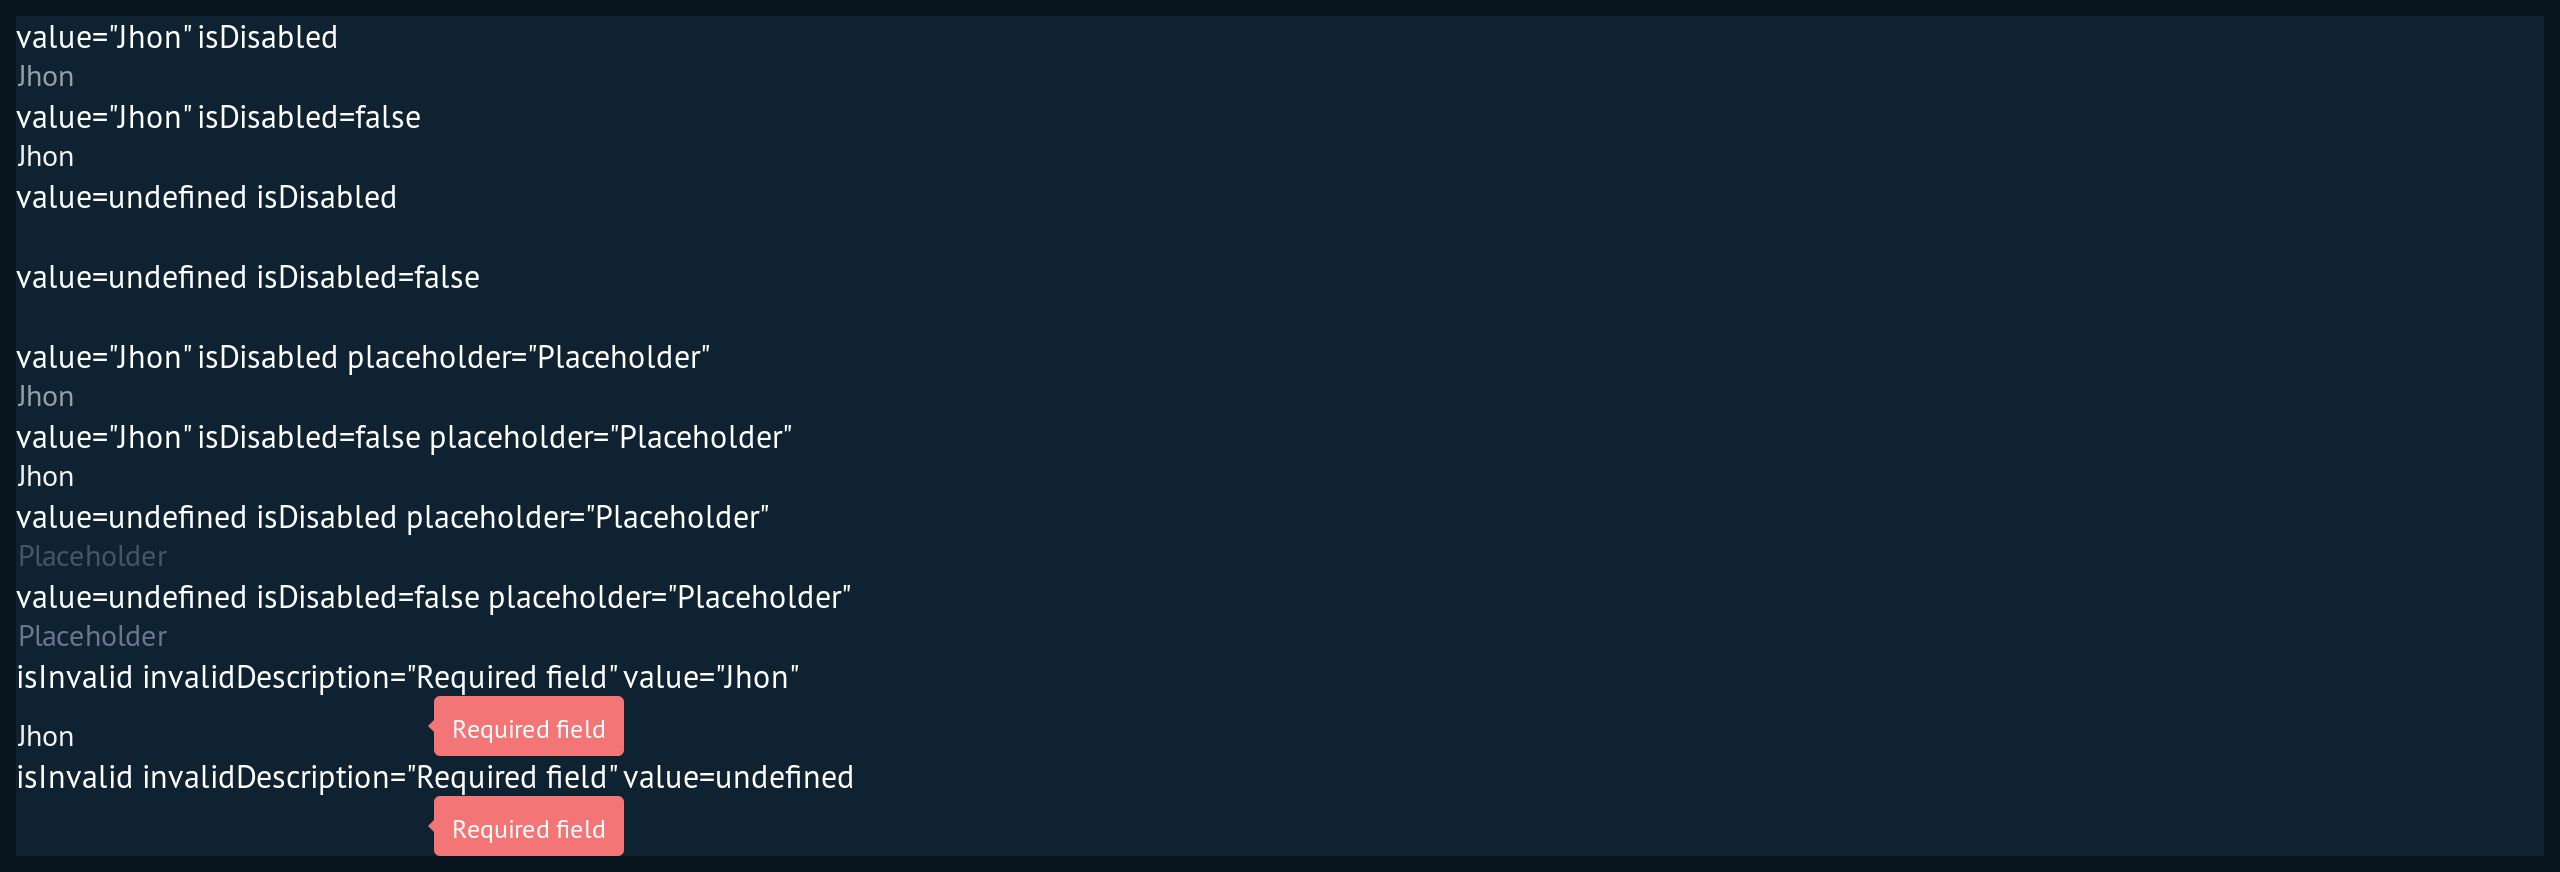 value="Jhon" isDisabled
Jhon
value="Jhon" isDisabled=false
Jhon
value=undefined isDisabled
value=undefined isDisabled=false
value="Jhon" isDisabled placeholder="Placeholder"
Jhon
value="Jhon" isDisabled=false placeholder="Placeholder"
Jhon
value=undefined isDisabled placeholder="Placeholder"
Placeholder
value=undefined isDisabled=false placeholder="Placeholder"
Placeholder
isInvalid invalidDescription="Required field" value="Jhon"
Required field
Jhon
isInvalid invalidDescription="Required field" value=undefined
Required field